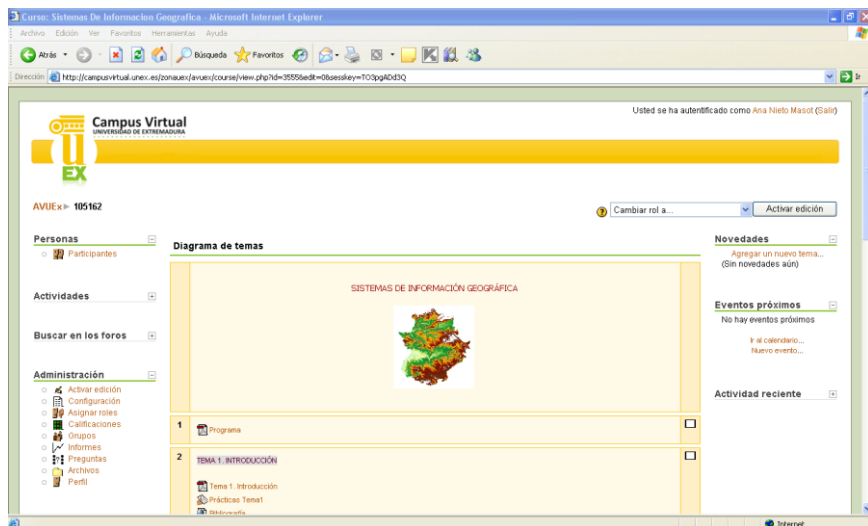 Curso: Sistemas De Informacion Geografica - Microsoft Internet Explorer
Archivo Edición Ver Favoritos Herramientas Ayuda
Atrás Búsqueda Favoritos
Dirección http://campusvirtual.unex.es/zonauex/avuex/course/view.php?id=3555&edit=0&sesskey=TO3pgADd3Q Ir
Usted se ha autentificado como Ana Nieto Masot (Salir)
Campus Virtual
UNIVERSIDAD DE EXTREMADURA
u
EX
AVUEx 105162
Cambiar rol a... Activar edición
Personas
Participantes
Actividades
Buscar en los foros
Administración
Activar edición
Configuración
Asignar roles
Calificaciones
Grupos
Informes
Preguntas
Archivos
Perfil
Diagrama de temas
SISTEMAS DE INFORMACIÓN GEOGRÁFICA
1 Programa
2 TEMA 1. INTRODUCCIÓN
Tema 1. Introducción
Prácticas Tema1
Bibliografía
Novedades
Agregar un nuevo tema...
(Sin novedades aún)
Eventos próximos
No hay eventos próximos
Ir al calendario...
Nuevo evento...
Actividad reciente
Internet